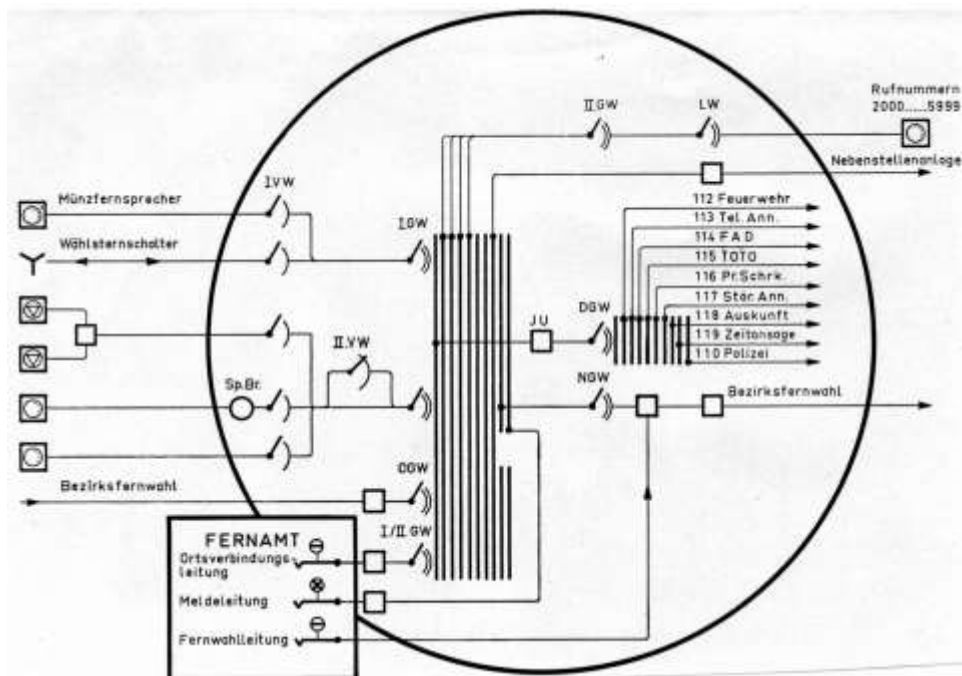 Rufnummern
2000.....5999
II.GW
LW
Nebenstellenanlage
I.VW
Münzfernsprecher
I.GW
112 Feuerwehr
113 Tel. Ann.
114 F A D
115 TOTO
116 Pr.Schrk.
117 Stör. Ann.
118 Auskunft
119 Zeitansage
110 Polizei
Wählsternschalter
DGW
J U
II.VW
Sp.Br.
NGW
Bezirksfernwahl
OGW
Bezirksfernwahl
I/II.GW
FERNAMT
Ortsverbindungs-
leitung
Meldeleitung
Fernwahlleitung